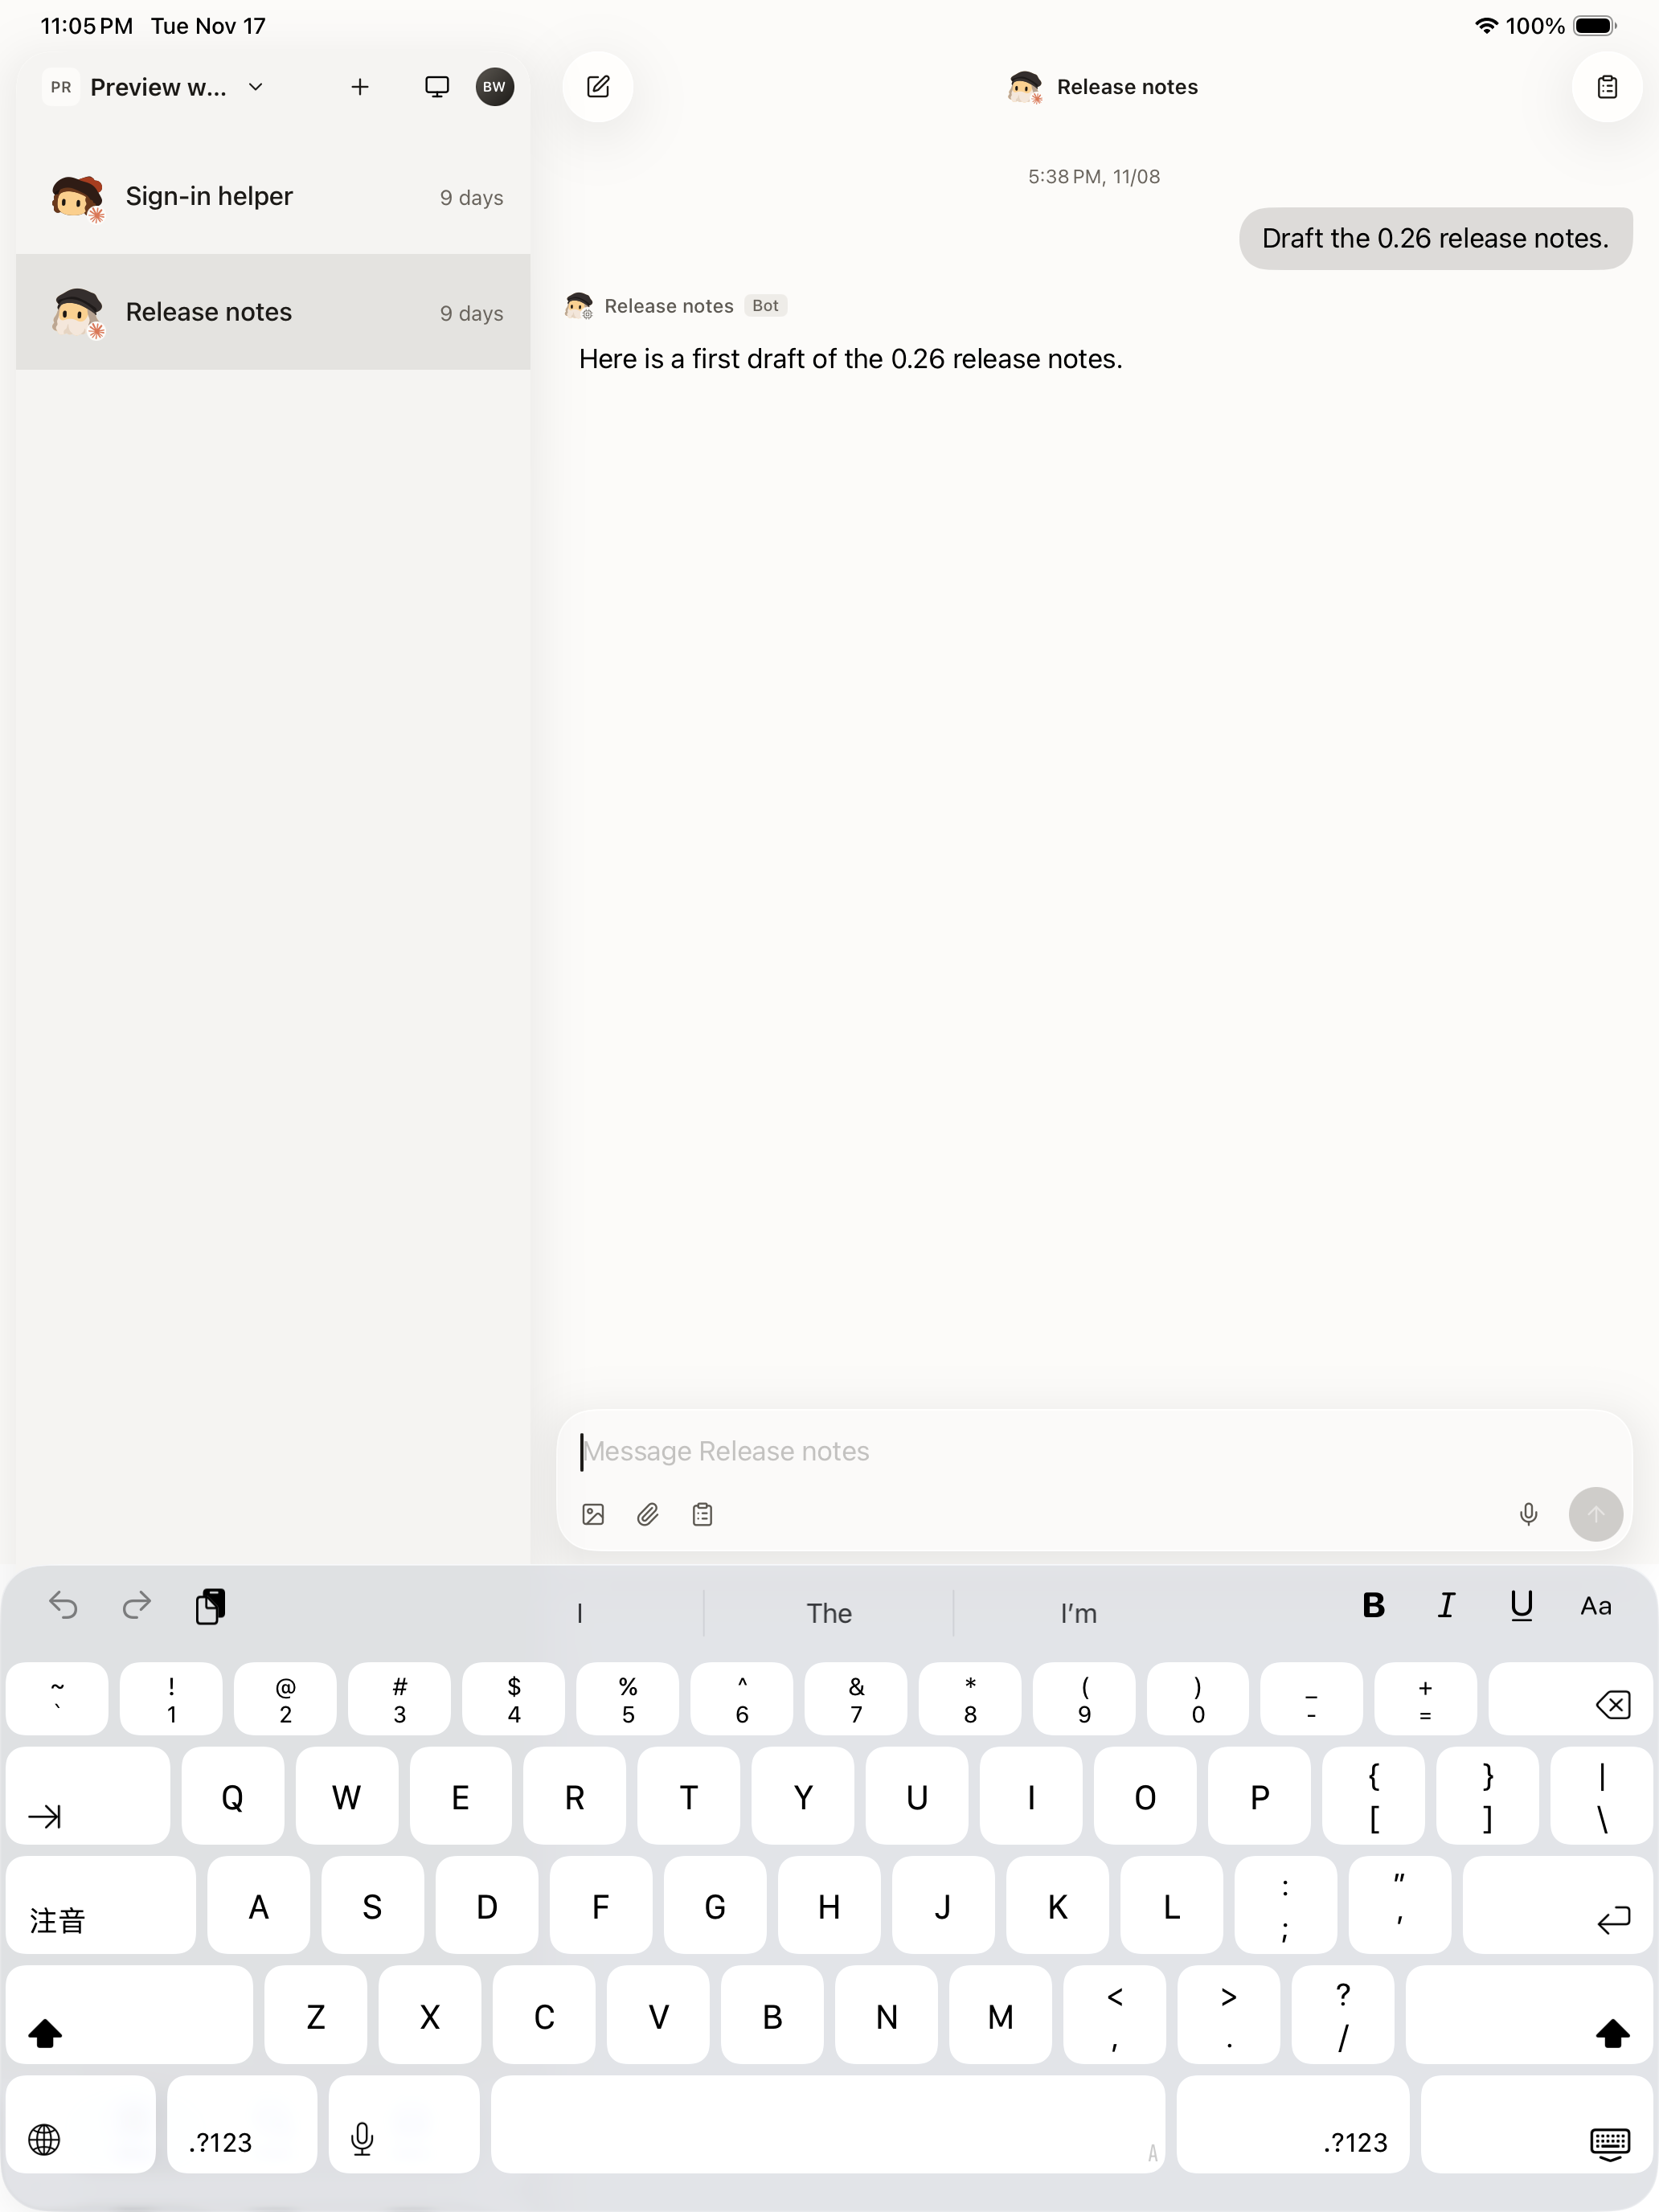 11:05 PM Tue Nov 17
100%
PR Preview w... BW
Release notes
Sign-in helper 9 days
Release notes 9 days
5:38 PM, 11/08
Draft the 0.26 release notes.
Release notes Bot
Here is a first draft of the 0.26 release notes.
Message Release notes
I The I’m B I U Aa
~ ! @ # $ % ^ & * ( ) _ +
` 1 2 3 4 5 6 7 8 9 0 - =
Q W E R T Y U I O P { } |
[ ] \
注音 A S D F G H J K L : "
; '
Z X C V B N M < > ?
, . /
.?123 A .?123